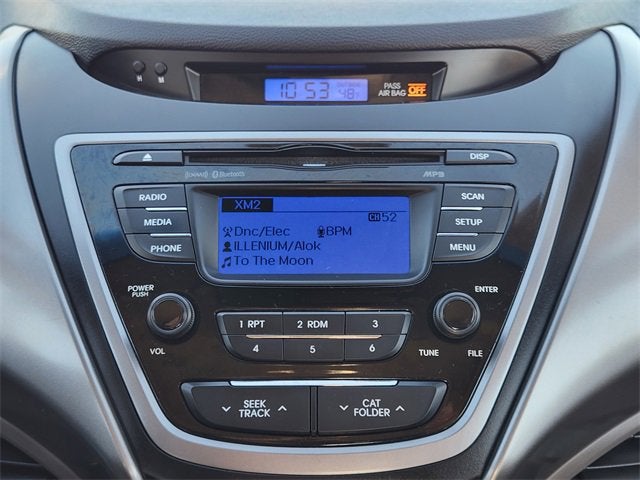 H M
10:53
OUTSIDE
48°F
PASS
AIR BAG OFF
DISP
((SiriusXM)) Bluetooth MP3
RADIO
SCAN
MEDIA
SETUP
PHONE
MENU
XM2
CH 52
Dnc/Elec BPM
ILLENIUM/Alok
To The Moon
POWER
PUSH
ENTER
1 RPT 2 RDM 3
4 5 6
VOL
TUNE FILE
SEEK
TRACK
CAT
FOLDER